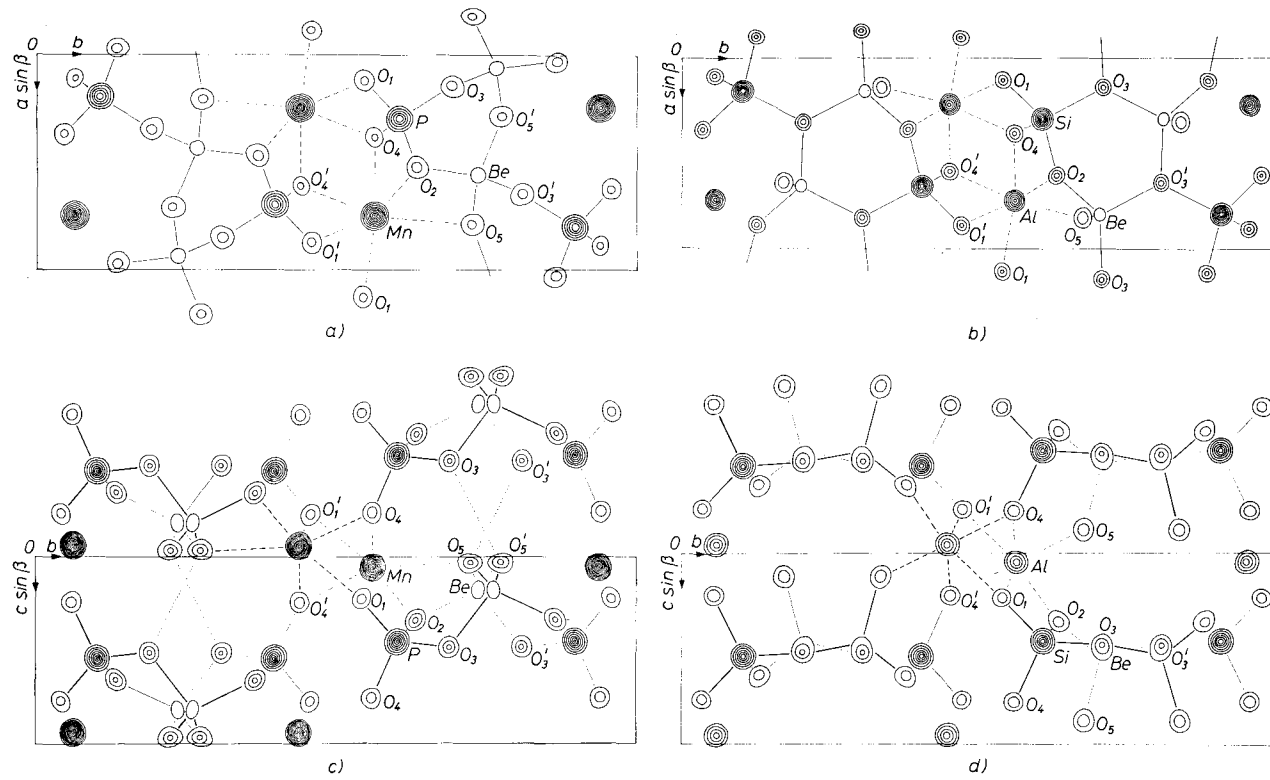 0 b
a sin β
O₁
O₃
P
O₄
O₅'
Be
O₄'
O₂
O₃'
Mn
O₁'
O₅
O₁
a)
0 b
a sin β
O₁
O₃
Si
O₄
O₄'
O₂
O₃'
Al
O₁'
O₅
Be
O₁
O₃
b)
O₃
O₃'
O₁'
O₄
0 b
c sin β
O₅ O₅'
Mn
Be
O₄'
O₁
O₂
P
O₃
O₃'
O₄
c)
O₁'
O₄
O₅
0 b
c sin β
Al
O₄'
O₁
O₂
O₃
Si
Be
O₃'
O₄
O₅
d)